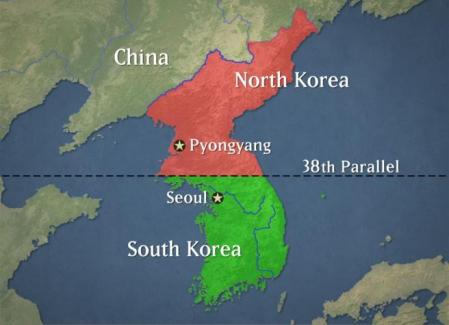 China
North Korea
Pyongyang
38th Parallel
Seoul
South Korea